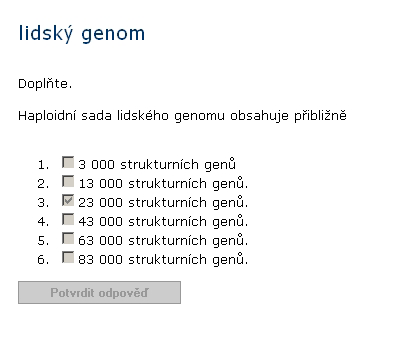 lidský genom
Doplňte.
Haploidní sada lidského genomu obsahuje přibližně
1. 3 000 strukturních genů
2. 13 000 strukturních genů.
3. 23 000 strukturních genů.
4. 43 000 strukturních genů.
5. 63 000 strukturních genů.
6. 83 000 strukturních genů.
Potvrdit odpověď